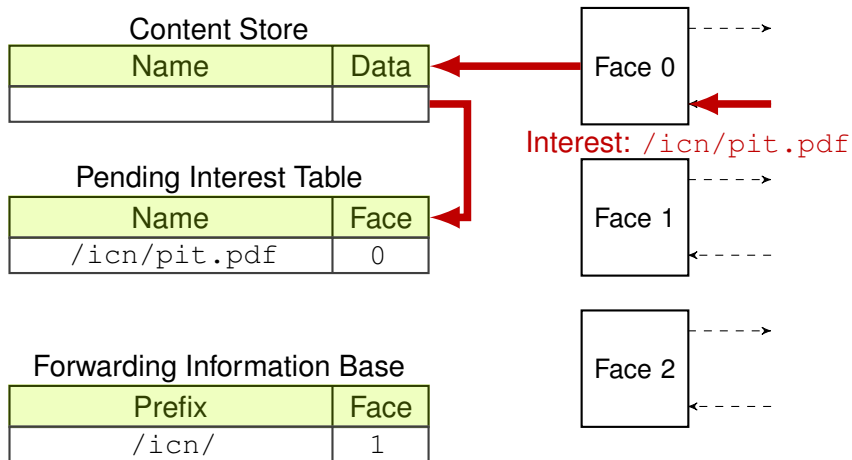 Content Store
Name Data
Pending Interest Table
Name Face
/icn/pit.pdf 0
Forwarding Information Base
Prefix Face
/icn/ 1
Face 0
Interest: /icn/pit.pdf
Face 1
Face 2